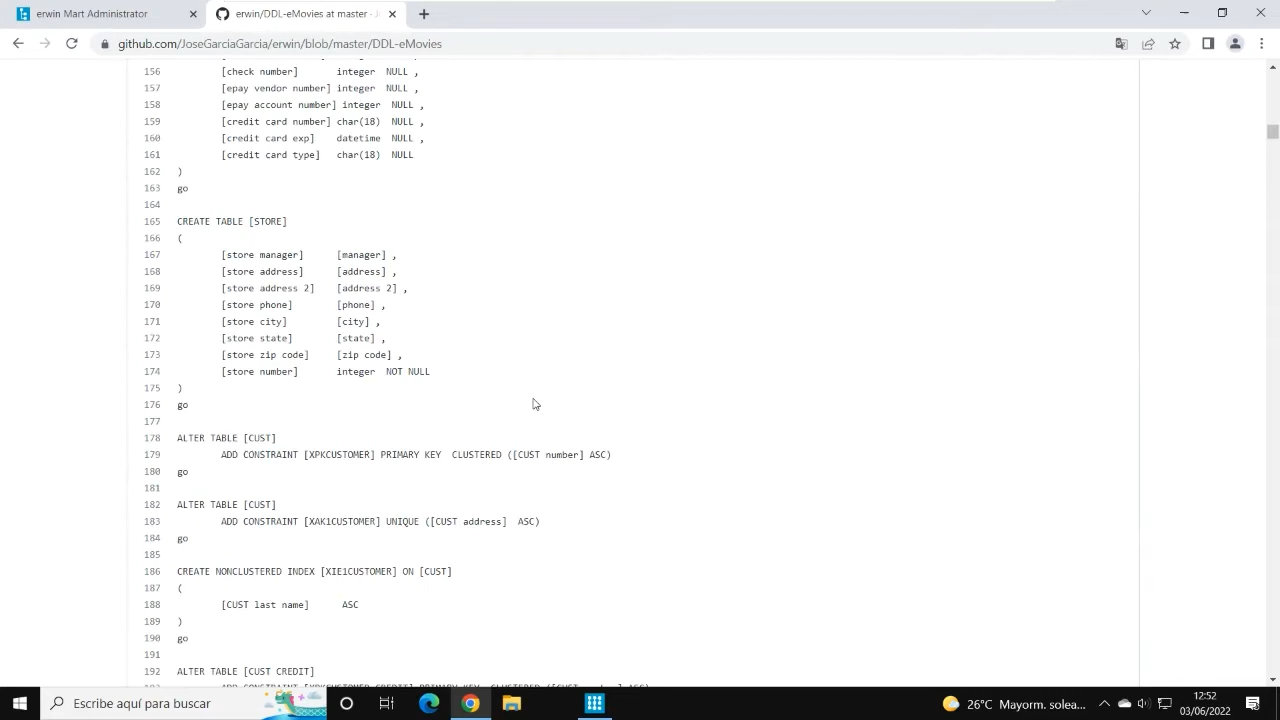 erwin Mart Administrator
erwin/DDL-eMovies at master · Jo
github.com/JoseGarciaGarcia/erwin/blob/master/DDL-eMovies
156 [check number] integer NULL ,
157 [epay vendor number] integer NULL ,
158 [epay account number] integer NULL ,
159 [credit card number] char(18) NULL ,
160 [credit card exp] datetime NULL ,
161 [credit card type] char(18) NULL
162 )
163 go
164
165 CREATE TABLE [STORE]
166 (
167 [store manager] [manager] ,
168 [store address] [address] ,
169 [store address 2] [address 2] ,
170 [store phone] [phone] ,
171 [store city] [city] ,
172 [store state] [state] ,
173 [store zip code] [zip code] ,
174 [store number] integer NOT NULL
175 )
176 go
177
178 ALTER TABLE [CUST]
179 ADD CONSTRAINT [XPKCUSTOMER] PRIMARY KEY CLUSTERED ([CUST number] ASC)
180 go
181
182 ALTER TABLE [CUST]
183 ADD CONSTRAINT [XAK1CUSTOMER] UNIQUE ([CUST address] ASC)
184 go
185
186 CREATE NONCLUSTERED INDEX [XIE1CUSTOMER] ON [CUST]
187 (
188 [CUST last name] ASC
189 )
190 go
191
192 ALTER TABLE [CUST CREDIT]
Escribe aquí para buscar
26°C Mayorm. solea...
12:52
03/06/2022